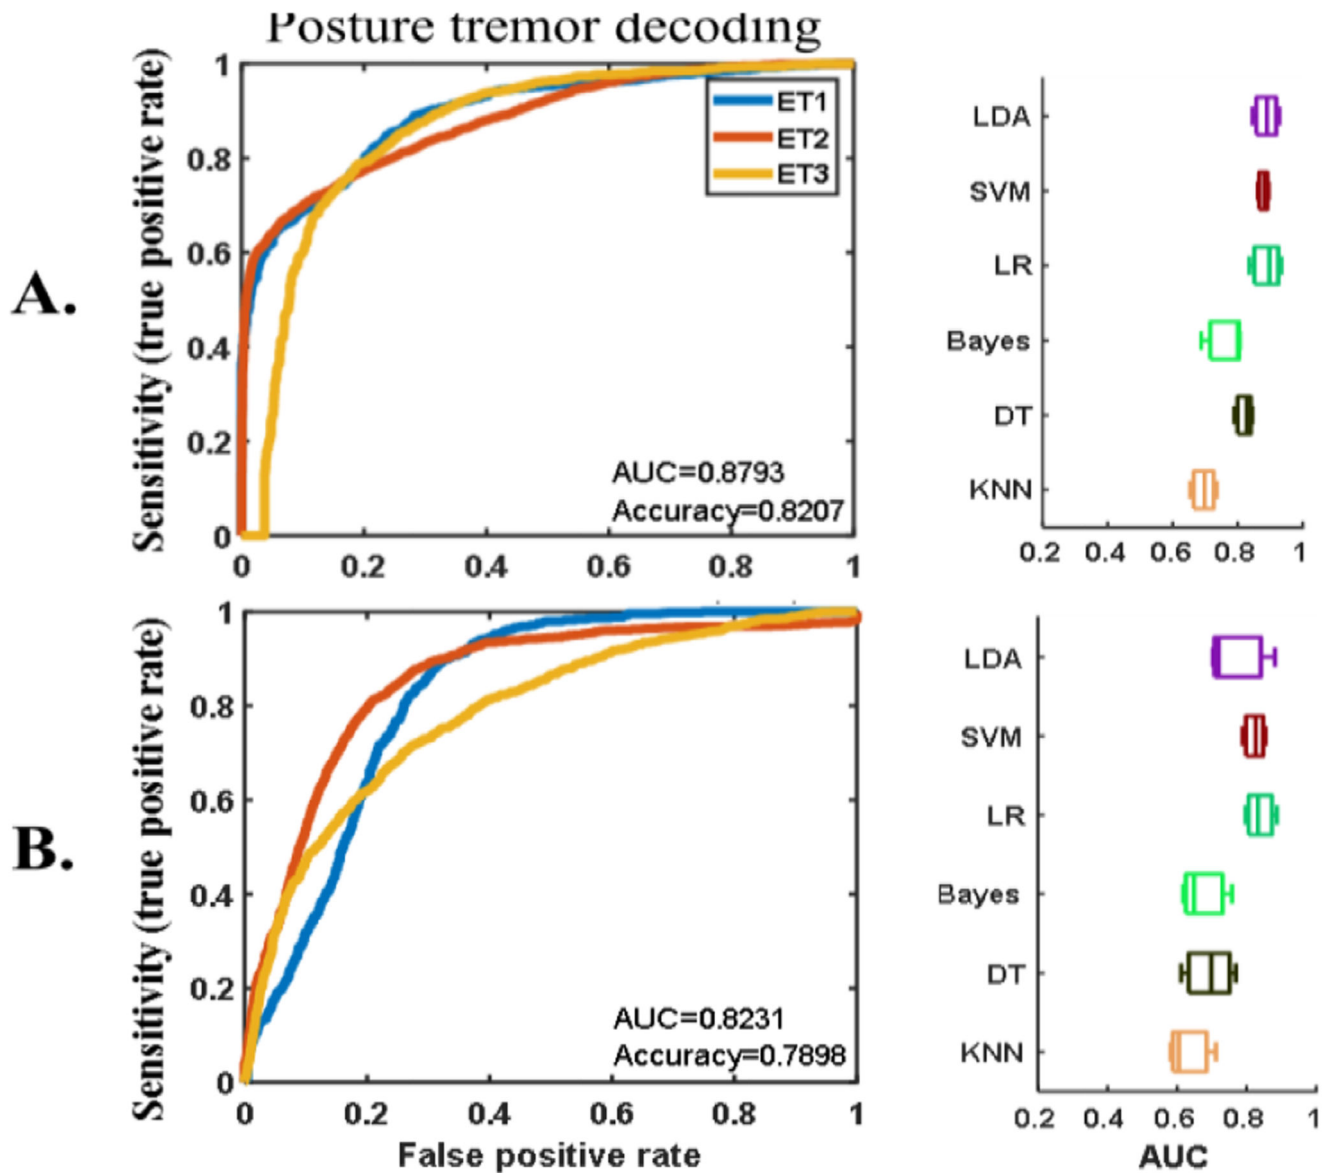 Posture tremor decoding
A.
Sensitivity (true positive rate)
1
0.8
0.6
0.4
0.2
0
0 0.2 0.4 0.6 0.8 1
ET1
ET2
ET3
AUC=0.8793
Accuracy=0.8207
LDA
SVM
LR
Bayes
DT
KNN
0.2 0.4 0.6 0.8 1
B.
Sensitivity (true positive rate)
1
0.8
0.6
0.4
0.2
0
0 0.2 0.4 0.6 0.8 1
False positive rate
AUC=0.8231
Accuracy=0.7898
LDA
SVM
LR
Bayes
DT
KNN
0.2 0.4 0.6 0.8 1
AUC